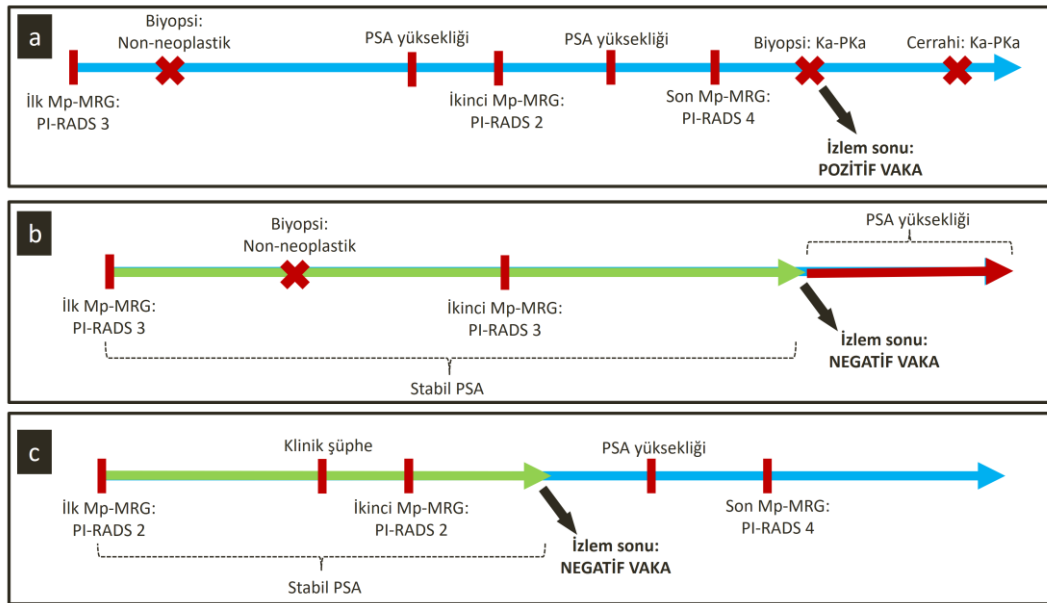 a
Biyopsi:
Non-neoplastik
PSA yüksekliği
PSA yüksekliği
Biyopsi: Ka-PKa
Cerrahi: Ka-PKa
İlk Mp-MRG:
PI-RADS 3
İkinci Mp-MRG:
PI-RADS 2
Son Mp-MRG:
PI-RADS 4
İzlem sonu:
POZİTİF VAKA
b
Biyopsi:
Non-neoplastik
PSA yüksekliği
İlk Mp-MRG:
PI-RADS 3
İkinci Mp-MRG:
PI-RADS 3
İzlem sonu:
NEGATİF VAKA
Stabil PSA
c
Klinik şüphe
PSA yüksekliği
İlk Mp-MRG:
PI-RADS 2
İkinci Mp-MRG:
PI-RADS 2
Son Mp-MRG:
PI-RADS 4
İzlem sonu:
NEGATİF VAKA
Stabil PSA